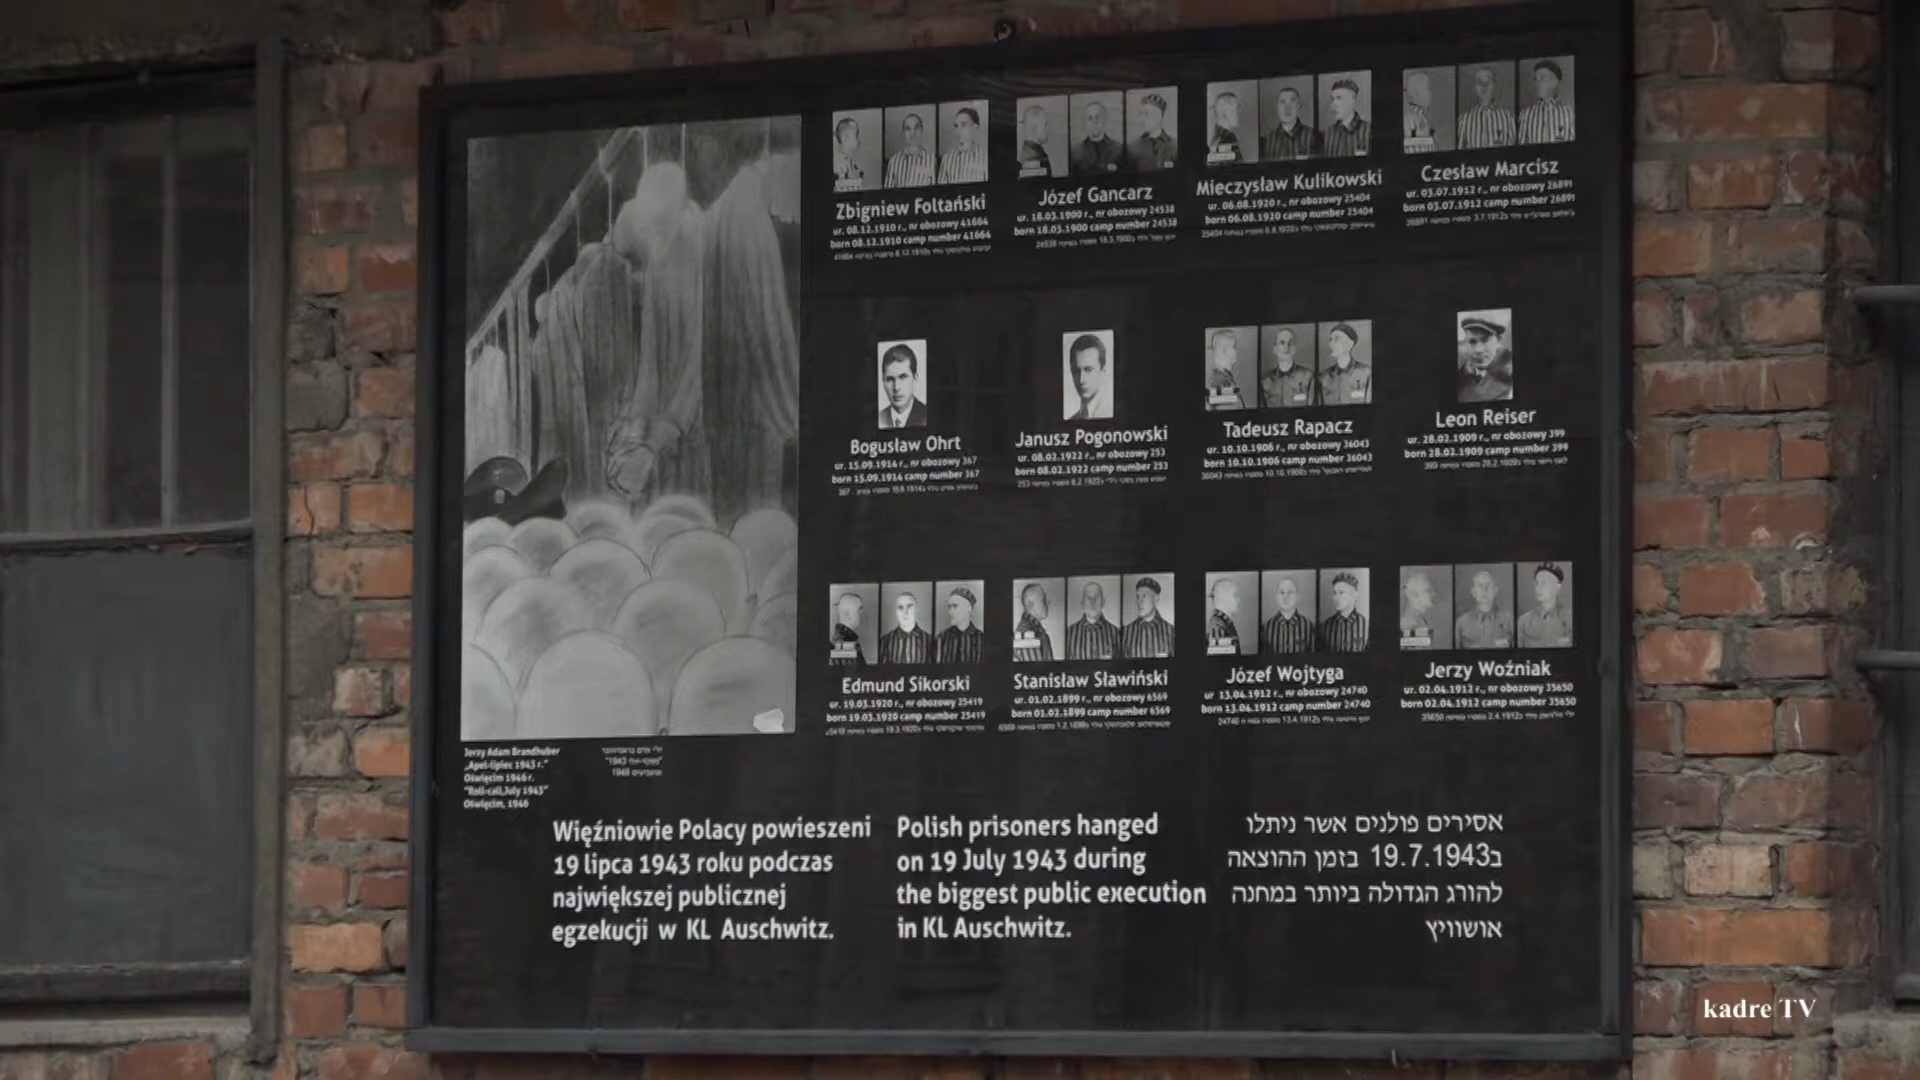 Zbigniew Foltański
ur. 08.12.1910 r., nr obozowy 41664
born 08.12.1910 camp number 41664
Józef Gancarz
ur. 18.03.1900 r., nr obozowy 24538
born 18.03.1900 camp number 24538
Mieczysław Kulikowski
ur. 06.08.1920 r., nr obozowy 25404
born 06.08.1920 camp number 25404
Czesław Marcisz
ur. 03.07.1912 r., nr obozowy 26891
born 03.07.1912 camp number 26891
Bogusław Ohrt
ur. 15.09.1914 r., nr obozowy 367
born 15.09.1914 camp number 367
Janusz Pogonowski
ur. 08.02.1922 r., nr obozowy 253
born 08.02.1922 camp number 253
Tadeusz Rapacz
ur. 10.10.1906 r., nr obozowy 36043
born 10.10.1906 camp number 36043
Leon Reiser
ur. 28.02.1909 r., nr obozowy 399
born 28.02.1909 camp number 399
Edmund Sikorski
ur. 19.03.1920 r., nr obozowy 25419
born 19.03.1920 camp number 25419
Stanisław Sławiński
ur. 01.02.1899 r., nr obozowy 6569
born 01.02.1899 camp number 6569
Józef Wojtyga
ur 13.04.1912 r., nr obozowy 24740
born 13.04.1912 camp number 24740
Jerzy Woźniak
ur. 02.04.1912 r., nr obozowy 35650
born 02.04.1912 camp number 35650
Jerzy Adam Brandhuber
„Apel-lipiec 1943 r."
Oświęcim 1946 r.
"Roll-call, July 1943"
Oświęcim, 1946
Więźniowie Polacy powieszeni
19 lipca 1943 roku podczas
największej publicznej
egzekucji w KL Auschwitz.
Polish prisoners hanged
on 19 July 1943 during
the biggest public execution
in KL Auschwitz.
אסירים פולנים אשר ניתלו
ב19.7.1943 בזמן ההוצאה
להורג הגדולה ביותר במחנה
אושוויץ
kadre TV